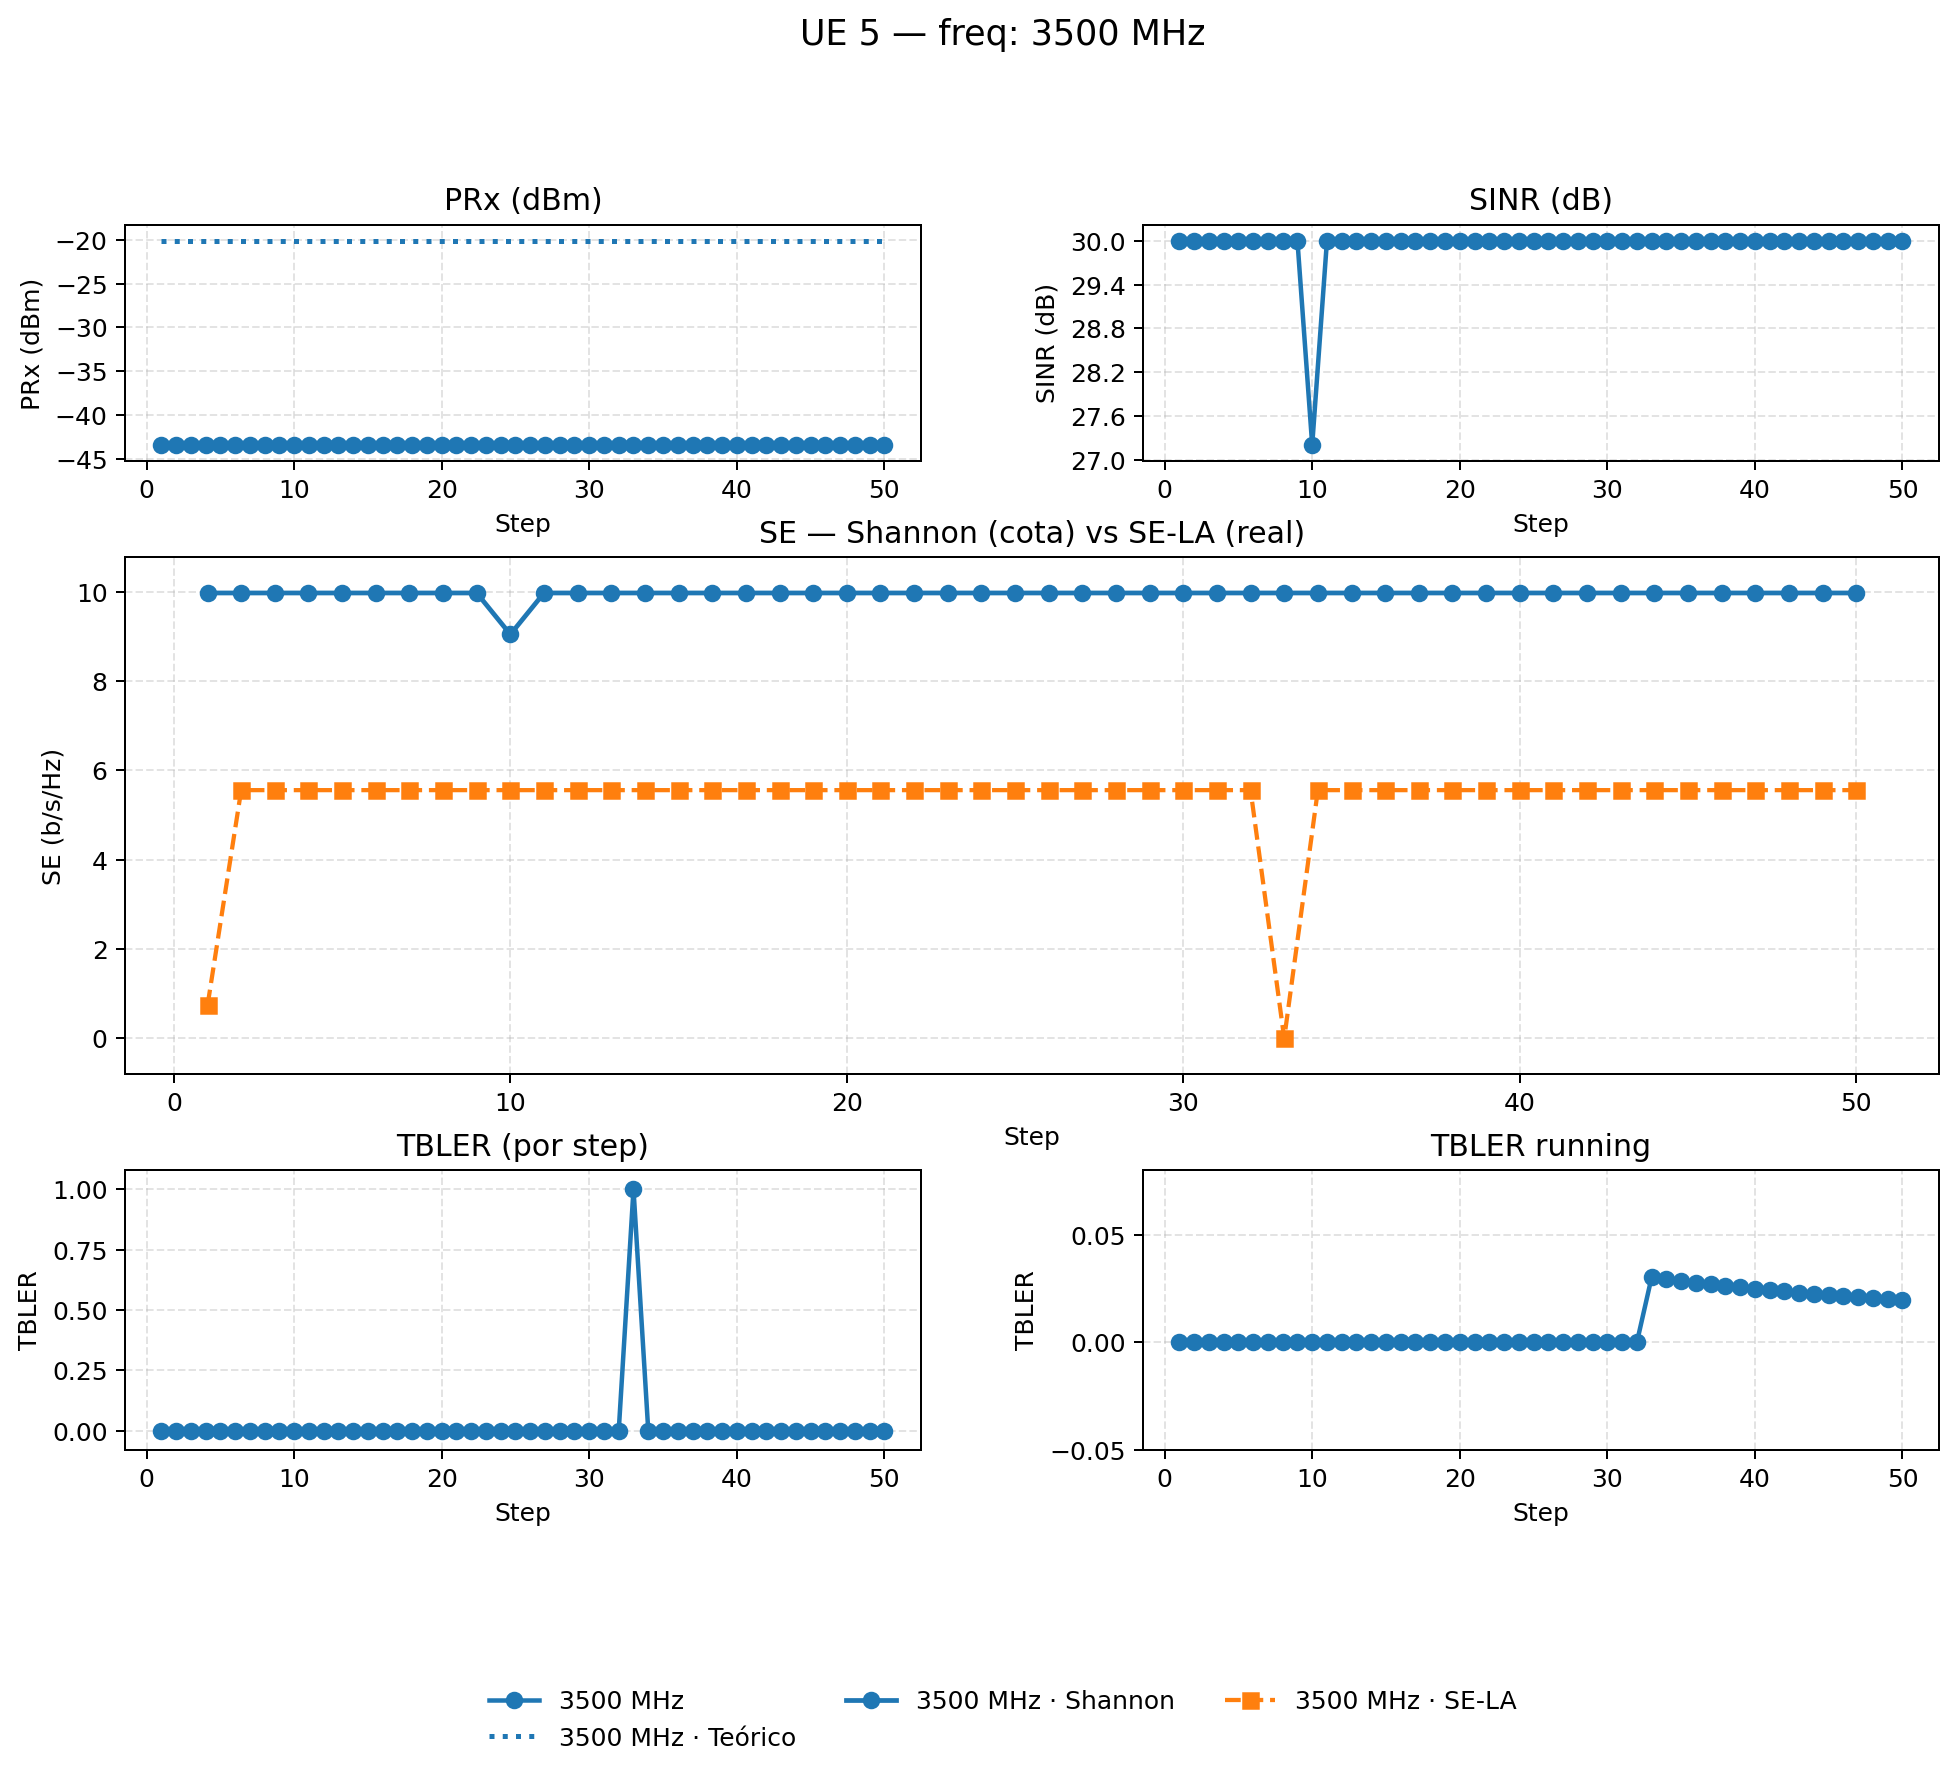 UE 5 — freq: 3500 MHz
PRx (dBm)
PRx (dBm)
−20
−25
−30
−35
−40
−45
0 10 20 30 40 50
Step
SINR (dB)
SINR (dB)
30.0
29.4
28.8
28.2
27.6
27.0
0 10 20 30 40 50
Step
SE — Shannon (cota) vs SE-LA (real)
SE (b/s/Hz)
10
8
6
4
2
0
0 10 20 30 40 50
Step
TBLER (por step)
TBLER
1.00
0.75
0.50
0.25
0.00
0 10 20 30 40 50
Step
TBLER running
TBLER
0.05
0.00
−0.05
0 10 20 30 40 50
Step
3500 MHz
3500 MHz · Teórico
3500 MHz · Shannon
3500 MHz · SE-LA